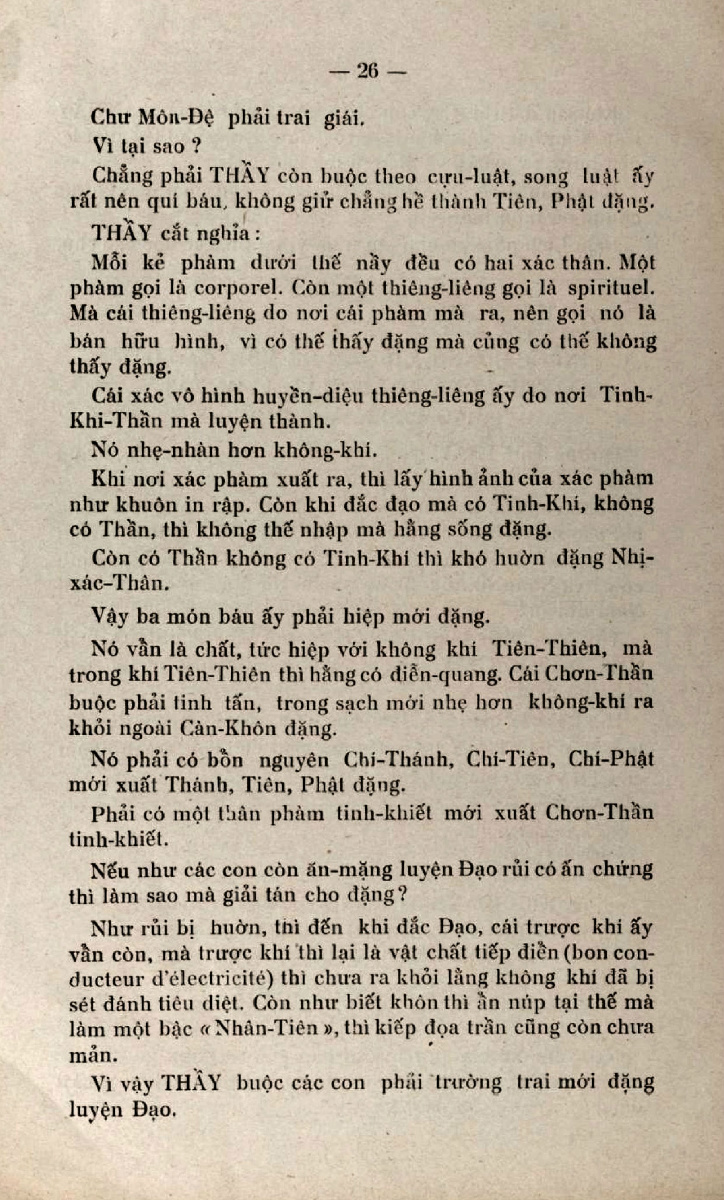 — 26 —
Chư Môn-Đệ phải trai giái.
Vì tại sao ?
Chẳng phải THẦY còn buộc theo cựu-luật, song luật ấy
rất nên quí báu, không giử chẳng hề thành Tiên, Phật đặng.
THẦY cắt nghĩa :
Mỗi kẻ phàm dưới thế nầy đều có hai xác thân. Một
phàm gọi là corporel. Còn một thiêng-liêng gọi là spirituel.
Mà cái thiêng-liêng do nơi cái phàm mà ra, nên gọi nó là
bán hữu hình, vì có thể thấy đặng mà củng có thể không
thấy đặng.
Cái xác vô hình huyền-diệu thiêng-liêng ấy do nơi Tinh-
Khi-Thần mà luyện thành.
Nó nhẹ-nhàn hơn không-khí.
Khi nơi xác phàm xuất ra, thì lấy hình ảnh của xác phàm
như khuôn in rập. Còn khi đắc đạo mà có Tinh-Khí, không
có Thần, thì không thế nhập mà hằng sống đặng.
Còn có Thần không có Tinh-Khí thì khó huờn đặng Nhị-
xác-Thân.
Vậy ba món báu ấy phải hiệp mới đặng.
Nó vẫn là chất, tức hiệp với không khí Tiên-Thiên, mà
trong khí Tiên-Thiên thì hằng có điễn-quang. Cái Chơn-Thần
buộc phải tinh tấn, trong sạch mới nhẹ hơn không-khí ra
khỏi ngoài Càn-Khôn đặng.
Nó phải có bồn nguyên Chí-Thánh, Chí-Tiên, Chí-Phật
mới xuất Thánh, Tiên, Phật đặng.
Phải có một thân phàm tinh-khiết mới xuất Chơn-Thần
tinh-khiết.
Nếu như các con còn ăn-mặng luyện Đạo rủi có ấn chứng
thì làm sao mà giải tán cho đặng ?
Như rủi bị huờn, thì đến khi đắc Đạo, cái trược khí ấy
vẫn còn, mà trược khí thì lại là vật chất tiếp điển (bon con-
ducteur d'électricité) thì chưa ra khỏi lằng không khí đã bị
sét đánh tiêu diệt. Còn như biết khôn thì ẩn núp tại thế mà
làm một bậc « Nhân-Tiên », thì kiếp đọa trần cũng còn chưa
mản.
Vì vậy THẦY buộc các con phải trường trai mới đặng
luyện Đạo.